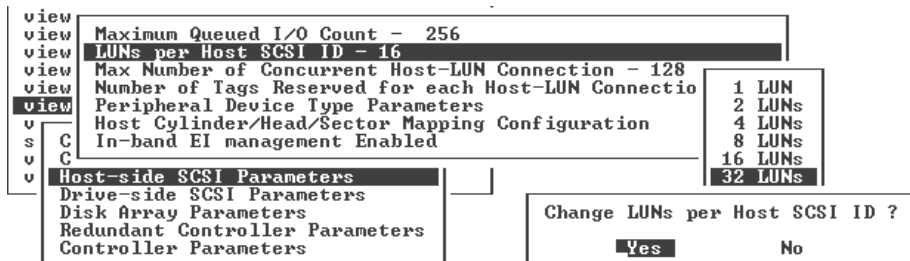 view
view Maximum Queued I/O Count - 256
view LUNs per Host SCSI ID - 16
view Max Number of Concurrent Host-LUN Connection - 128
view Number of Tags Reserved for each Host-LUN Connectio
view Peripheral Device Type Parameters
v Host Cylinder/Head/Sector Mapping Configuration
s C In-band EI management Enabled
v C
v Host-side SCSI Parameters
Drive-side SCSI Parameters
Disk Array Parameters
Redundant Controller Parameters
Controller Parameters
1 LUN
2 LUNs
4 LUNs
8 LUNs
16 LUNs
32 LUNs
Change LUNs per Host SCSI ID ?
Yes No